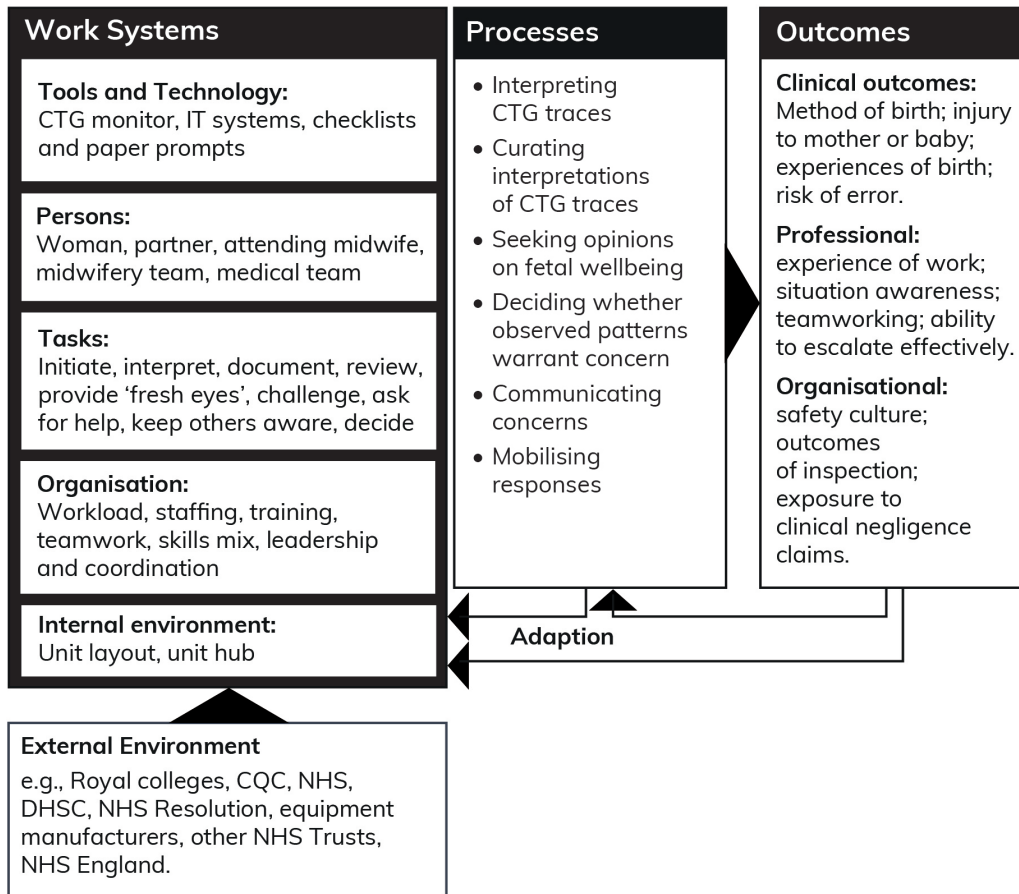 Work Systems
Tools and Technology:
CTG monitor, IT systems, checklists
and paper prompts
Persons:
Woman, partner, attending midwife,
midwifery team, medical team
Tasks:
Initiate, interpret, document, review,
provide ‘fresh eyes’, challenge, ask
for help, keep others aware, decide
Organisation:
Workload, staffing, training,
teamwork, skills mix, leadership
and coordination
Internal environment:
Unit layout, unit hub
Processes
• Interpreting
CTG traces
• Curating
interpretations
of CTG traces
• Seeking opinions
on fetal wellbeing
• Deciding whether
observed patterns
warrant concern
• Communicating
concerns
• Mobilising
responses
Outcomes
Clinical outcomes:
Method of birth; injury
to mother or baby;
experiences of birth;
risk of error.
Professional:
experience of work;
situation awareness;
teamworking; ability
to escalate effectively.
Organisational:
safety culture;
outcomes
of inspection;
exposure to
clinical negligence
claims.
Adaption
External Environment
e.g., Royal colleges, CQC, NHS,
DHSC, NHS Resolution, equipment
manufacturers, other NHS Trusts,
NHS England.